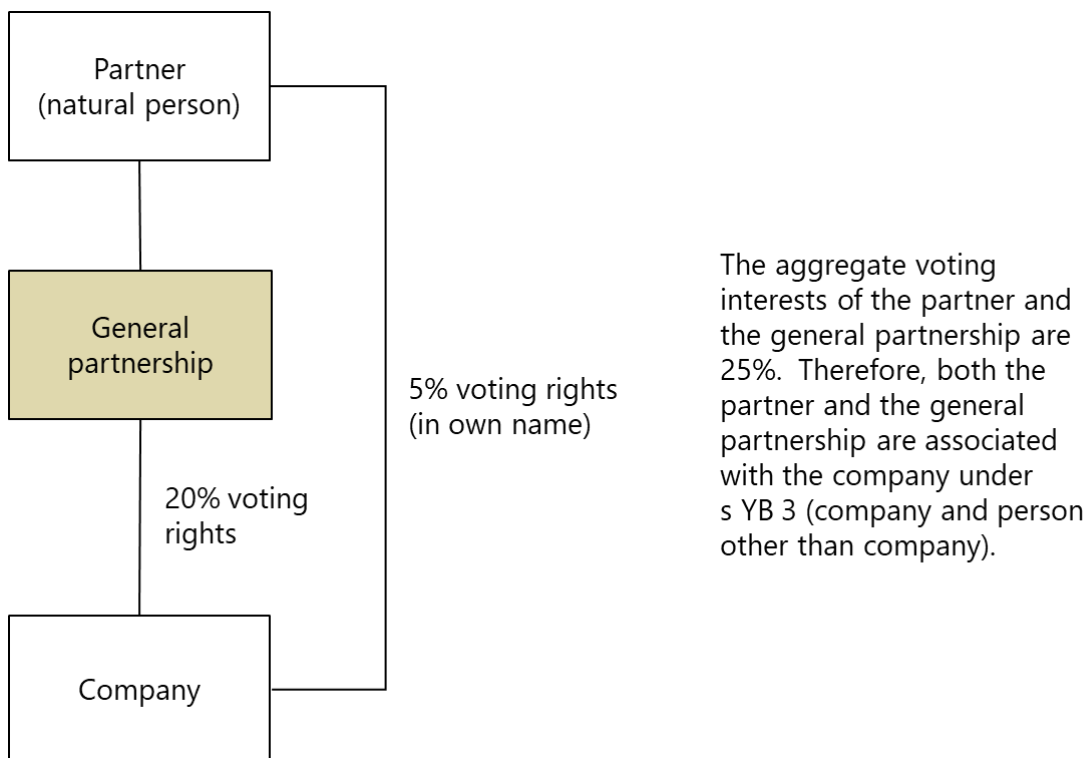 Partner
(natural person)
General
partnership
5% voting rights
(in own name)
20% voting
rights
Company
The aggregate voting
interests of the partner and
the general partnership are
25%.  Therefore, both the
partner and the general
partnership are associated
with the company under
s YB 3 (company and person
other than company).